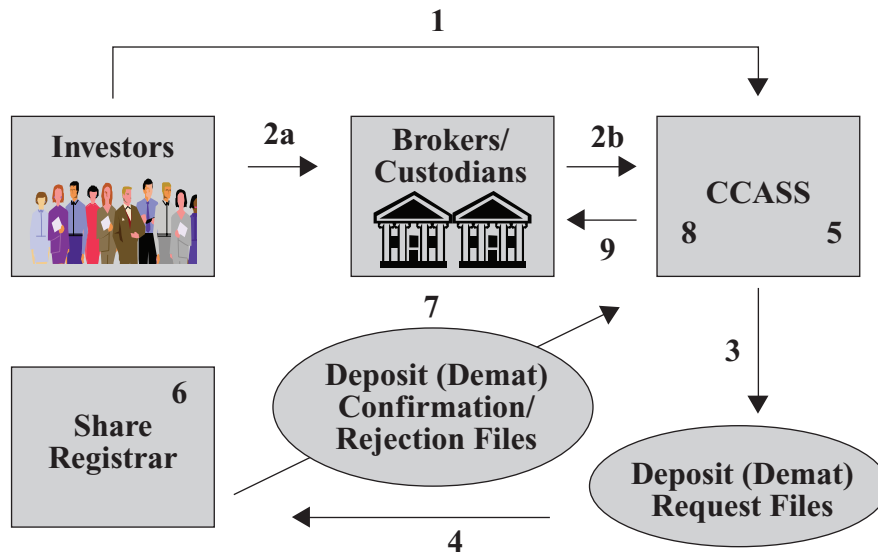 1
Investors
2a
Brokers/
Custodians
2b
CCASS
8
5
9
7
3
6
Share
Registrar
Deposit (Demat)
Confirmation/
Rejection Files
Deposit (Demat)
Request Files
4